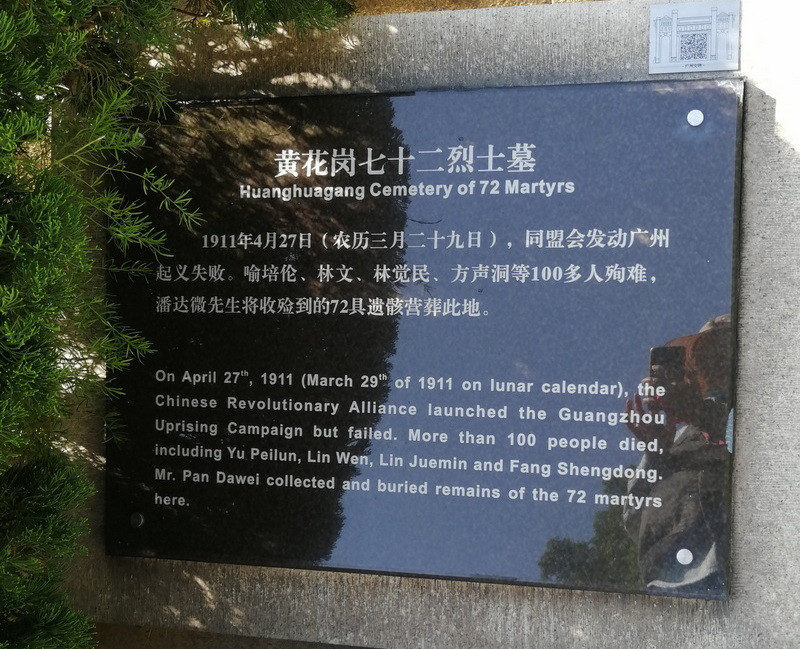 黄花岗七十二烈士墓
Huanghuagang Cemetery of 72 Martyrs
1911年4月27日（农历三月二十九日），同盟会发动广州
起义失败。喻培伦、林文、林觉民、方声洞等100多人殉难，
潘达微先生将收殓到的72具遗骸营葬此地。
On April 27th, 1911 (March 29th of 1911 on lunar calendar), the
Chinese Revolutionary Alliance launched the Guangzhou
Uprising Campaign but failed. More than 100 people died,
including Yu Peilun, Lin Wen, Lin Juemin and Fang Shengdong.
Mr. Pan Dawei collected and buried remains of the 72 martyrs
here.